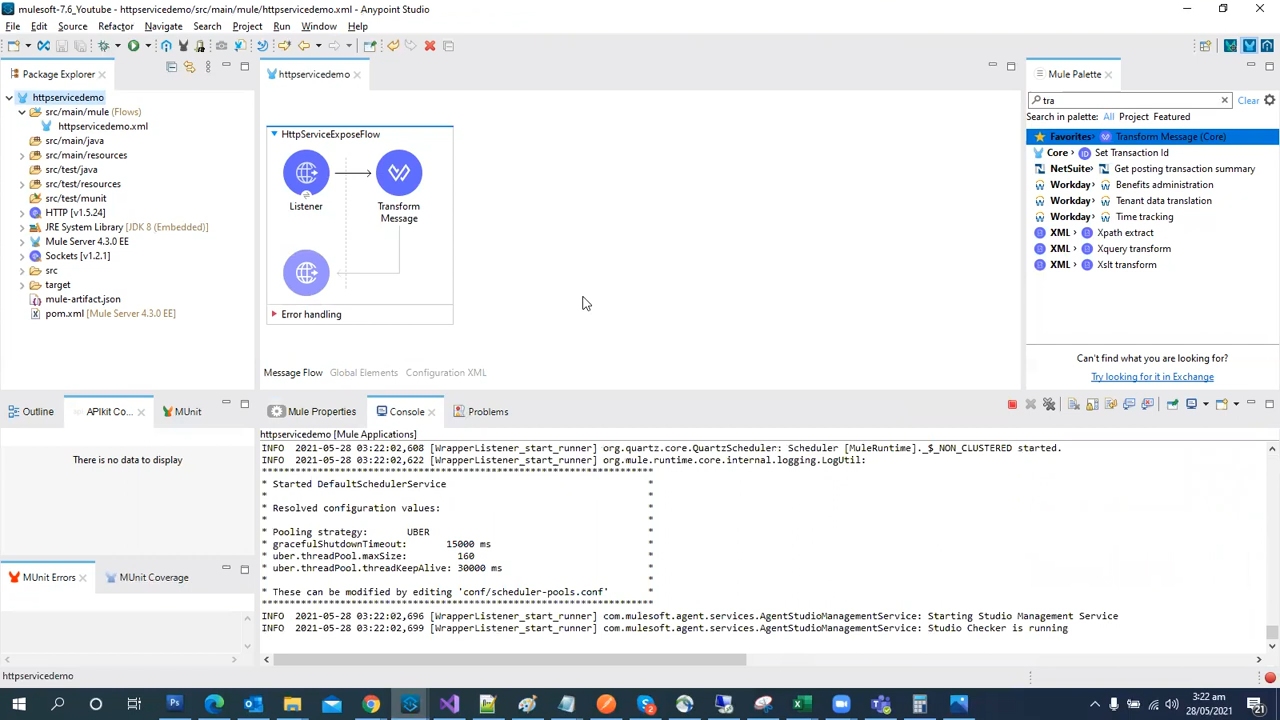 mulesoft-7.6_Youtube - httpservicedemo/src/main/mule/httpservicedemo.xml - Anypoint Studio
File Edit Source Refactor Navigate Search Project Run Window Help
Package Explorer
httpservicedemo
src/main/mule (Flows)
httpservicedemo.xml
src/main/java
src/main/resources
src/test/java
src/test/resources
src/test/munit
HTTP [v1.5.24]
JRE System Library [JDK 8 (Embedded)]
Mule Server 4.3.0 EE
Sockets [v1.2.1]
src
target
mule-artifact.json
pom.xml [Mule Server 4.3.0 EE]
httpservicedemo
HttpServiceExposeFlow
Listener
Transform
Message
Error handling
Message Flow Global Elements Configuration XML
Mule Palette
tra
Clear
Search in palette: All Project Featured
Favorites> Transform Message (Core)
Core> Set Transaction Id
NetSuite> Get posting transaction summary
Workday> Benefits administration
Workday> Tenant data translation
Workday> Time tracking
XML> Xpath extract
XML> Xquery transform
XML> Xslt transform
Can't find what you are looking for?
Try looking for it in Exchange
Outline APIkit Co... MUnit
There is no data to display
MUnit Errors MUnit Coverage
Mule Properties Console Problems
httpservicedemo [Mule Applications]
INFO 2021-05-28 03:22:02,608 [WrapperListener_start_runner] org.quartz.core.QuartzScheduler: Scheduler [MuleRuntime]._$_NON_CLUSTERED started.
INFO 2021-05-28 03:22:02,622 [WrapperListener_start_runner] org.mule.runtime.core.internal.logging.LogUtil:
**********************************************************************
* Started DefaultSchedulerService *
* *
* Resolved configuration values: *
* *
* Pooling strategy: UBER *
* gracefulShutdownTimeout: 15000 ms *
* uber.threadPool.maxSize: 160 *
* uber.threadPool.threadKeepAlive: 30000 ms *
* *
* These can be modified by editing 'conf/scheduler-pools.conf' *
**********************************************************************
INFO 2021-05-28 03:22:02,696 [WrapperListener_start_runner] com.mulesoft.agent.services.AgentStudioManagementService: Starting Studio Management Service
INFO 2021-05-28 03:22:02,699 [WrapperListener_start_runner] com.mulesoft.agent.services.AgentStudioManagementService: Studio Checker is running
httpservicedemo
3:22 am
28/05/2021
21